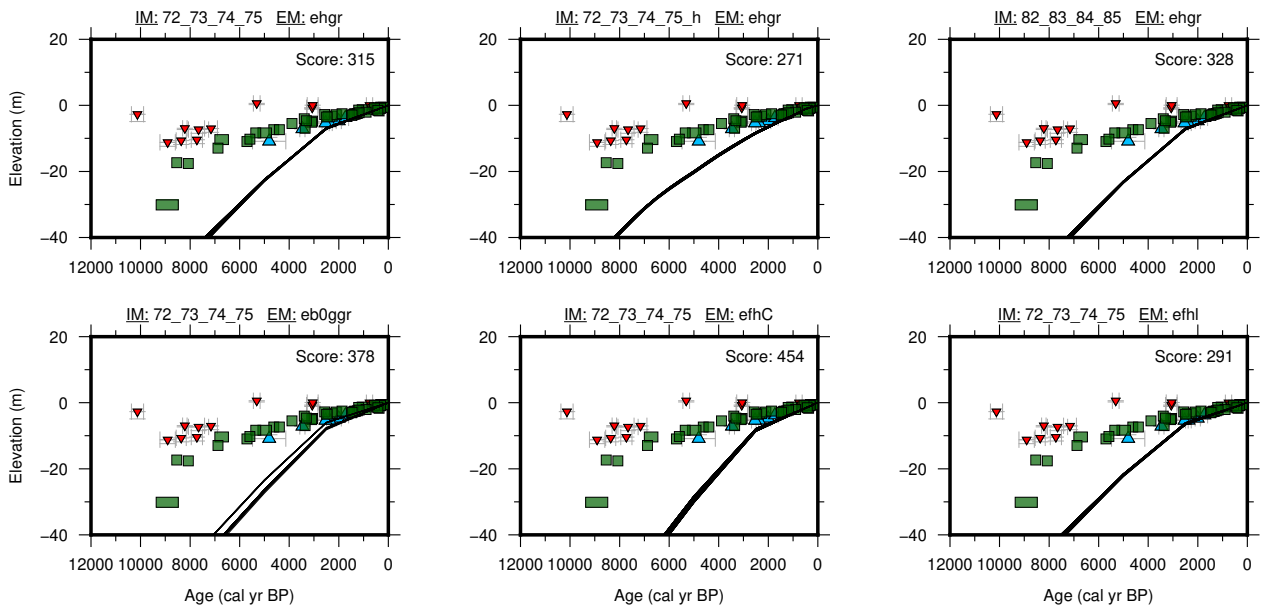 IM: 72_73_74_75 EM: ehgr
IM: 72_73_74_75_h EM: ehgr
IM: 82_83_84_85 EM: ehgr
20
0
−20
−40
Elevation (m)
Score: 315
12000 10000 8000 6000 4000 2000 0
20
0
−20
−40
Score: 271
12000 10000 8000 6000 4000 2000 0
20
0
−20
−40
Score: 328
12000 10000 8000 6000 4000 2000 0
IM: 72_73_74_75 EM: eb0ggr
IM: 72_73_74_75 EM: efhC
IM: 72_73_74_75 EM: efhl
20
0
−20
−40
Elevation (m)
Score: 378
12000 10000 8000 6000 4000 2000 0
Age (cal yr BP)
20
0
−20
−40
Score: 454
12000 10000 8000 6000 4000 2000 0
Age (cal yr BP)
20
0
−20
−40
Score: 291
12000 10000 8000 6000 4000 2000 0
Age (cal yr BP)